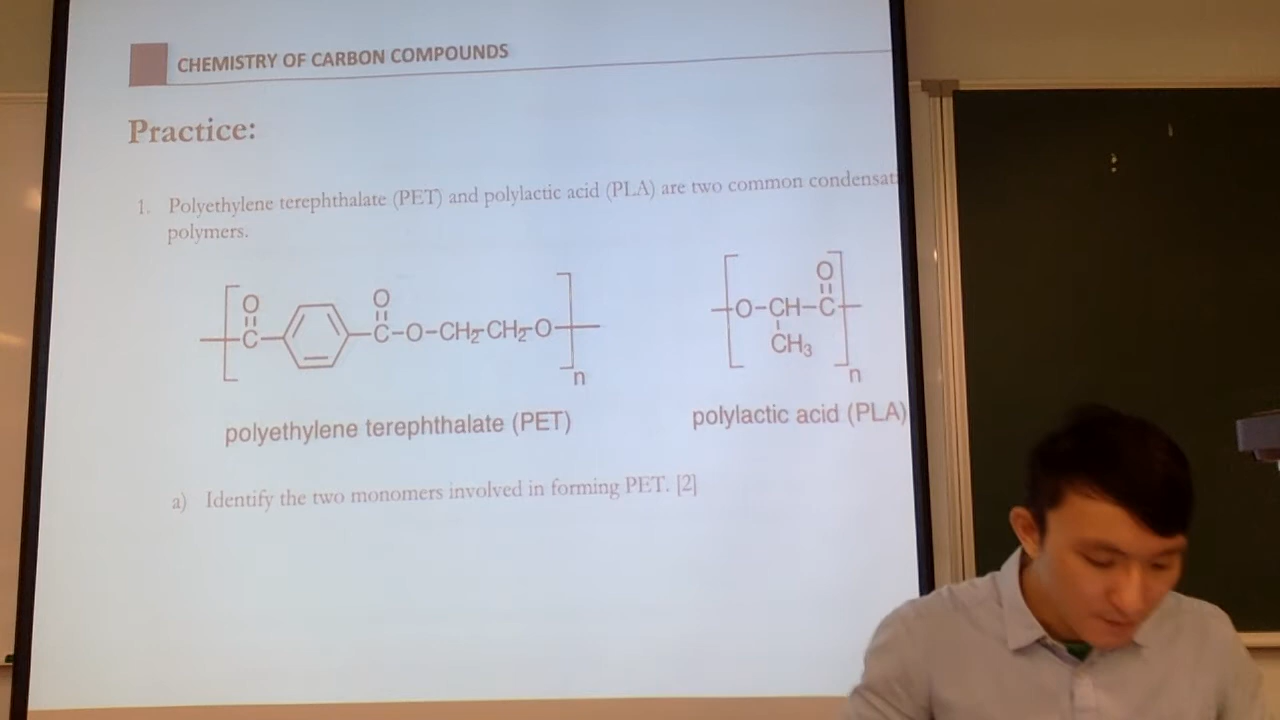 CHEMISTRY OF CARBON COMPOUNDS
Practice:
1. Polyethylene terephthalate (PET) and polylactic acid (PLA) are two common condensati
polymers.
O O O
C C-O-CH2-CH2-O O-CH-C
CH3
n n
polyethylene terephthalate (PET) polylactic acid (PLA)
a) Identify the two monomers involved in forming PET. [2]